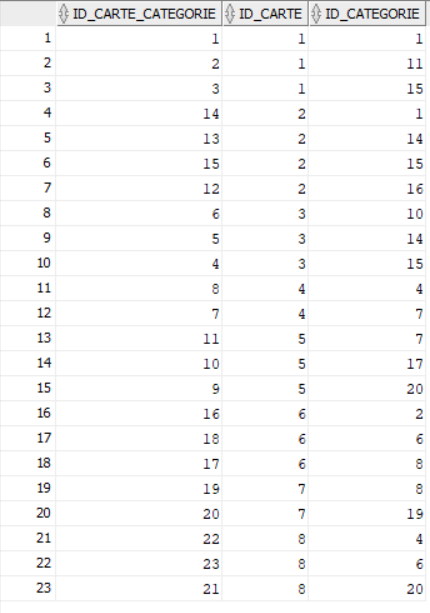 ID_CARTE_CATEGORIE ID_CARTE ID_CATEGORIE
1 1 1 1
2 2 1 11
3 3 1 15
4 14 2 1
5 13 2 14
6 15 2 15
7 12 2 16
8 6 3 10
9 5 3 14
10 4 3 15
11 8 4 4
12 7 4 7
13 11 5 7
14 10 5 17
15 9 5 20
16 16 6 2
17 18 6 6
18 17 6 8
19 19 7 8
20 20 7 19
21 22 8 4
22 23 8 6
23 21 8 20